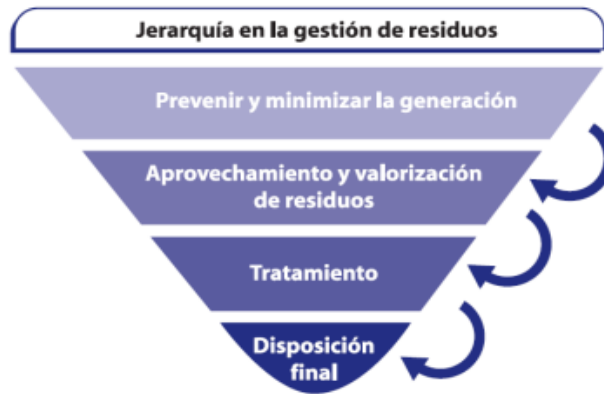 Jerarquía en la gestión de residuos
Prevenir y minimizar la generación
Aprovechamiento y valorización
de residuos
Tratamiento
Disposición
final